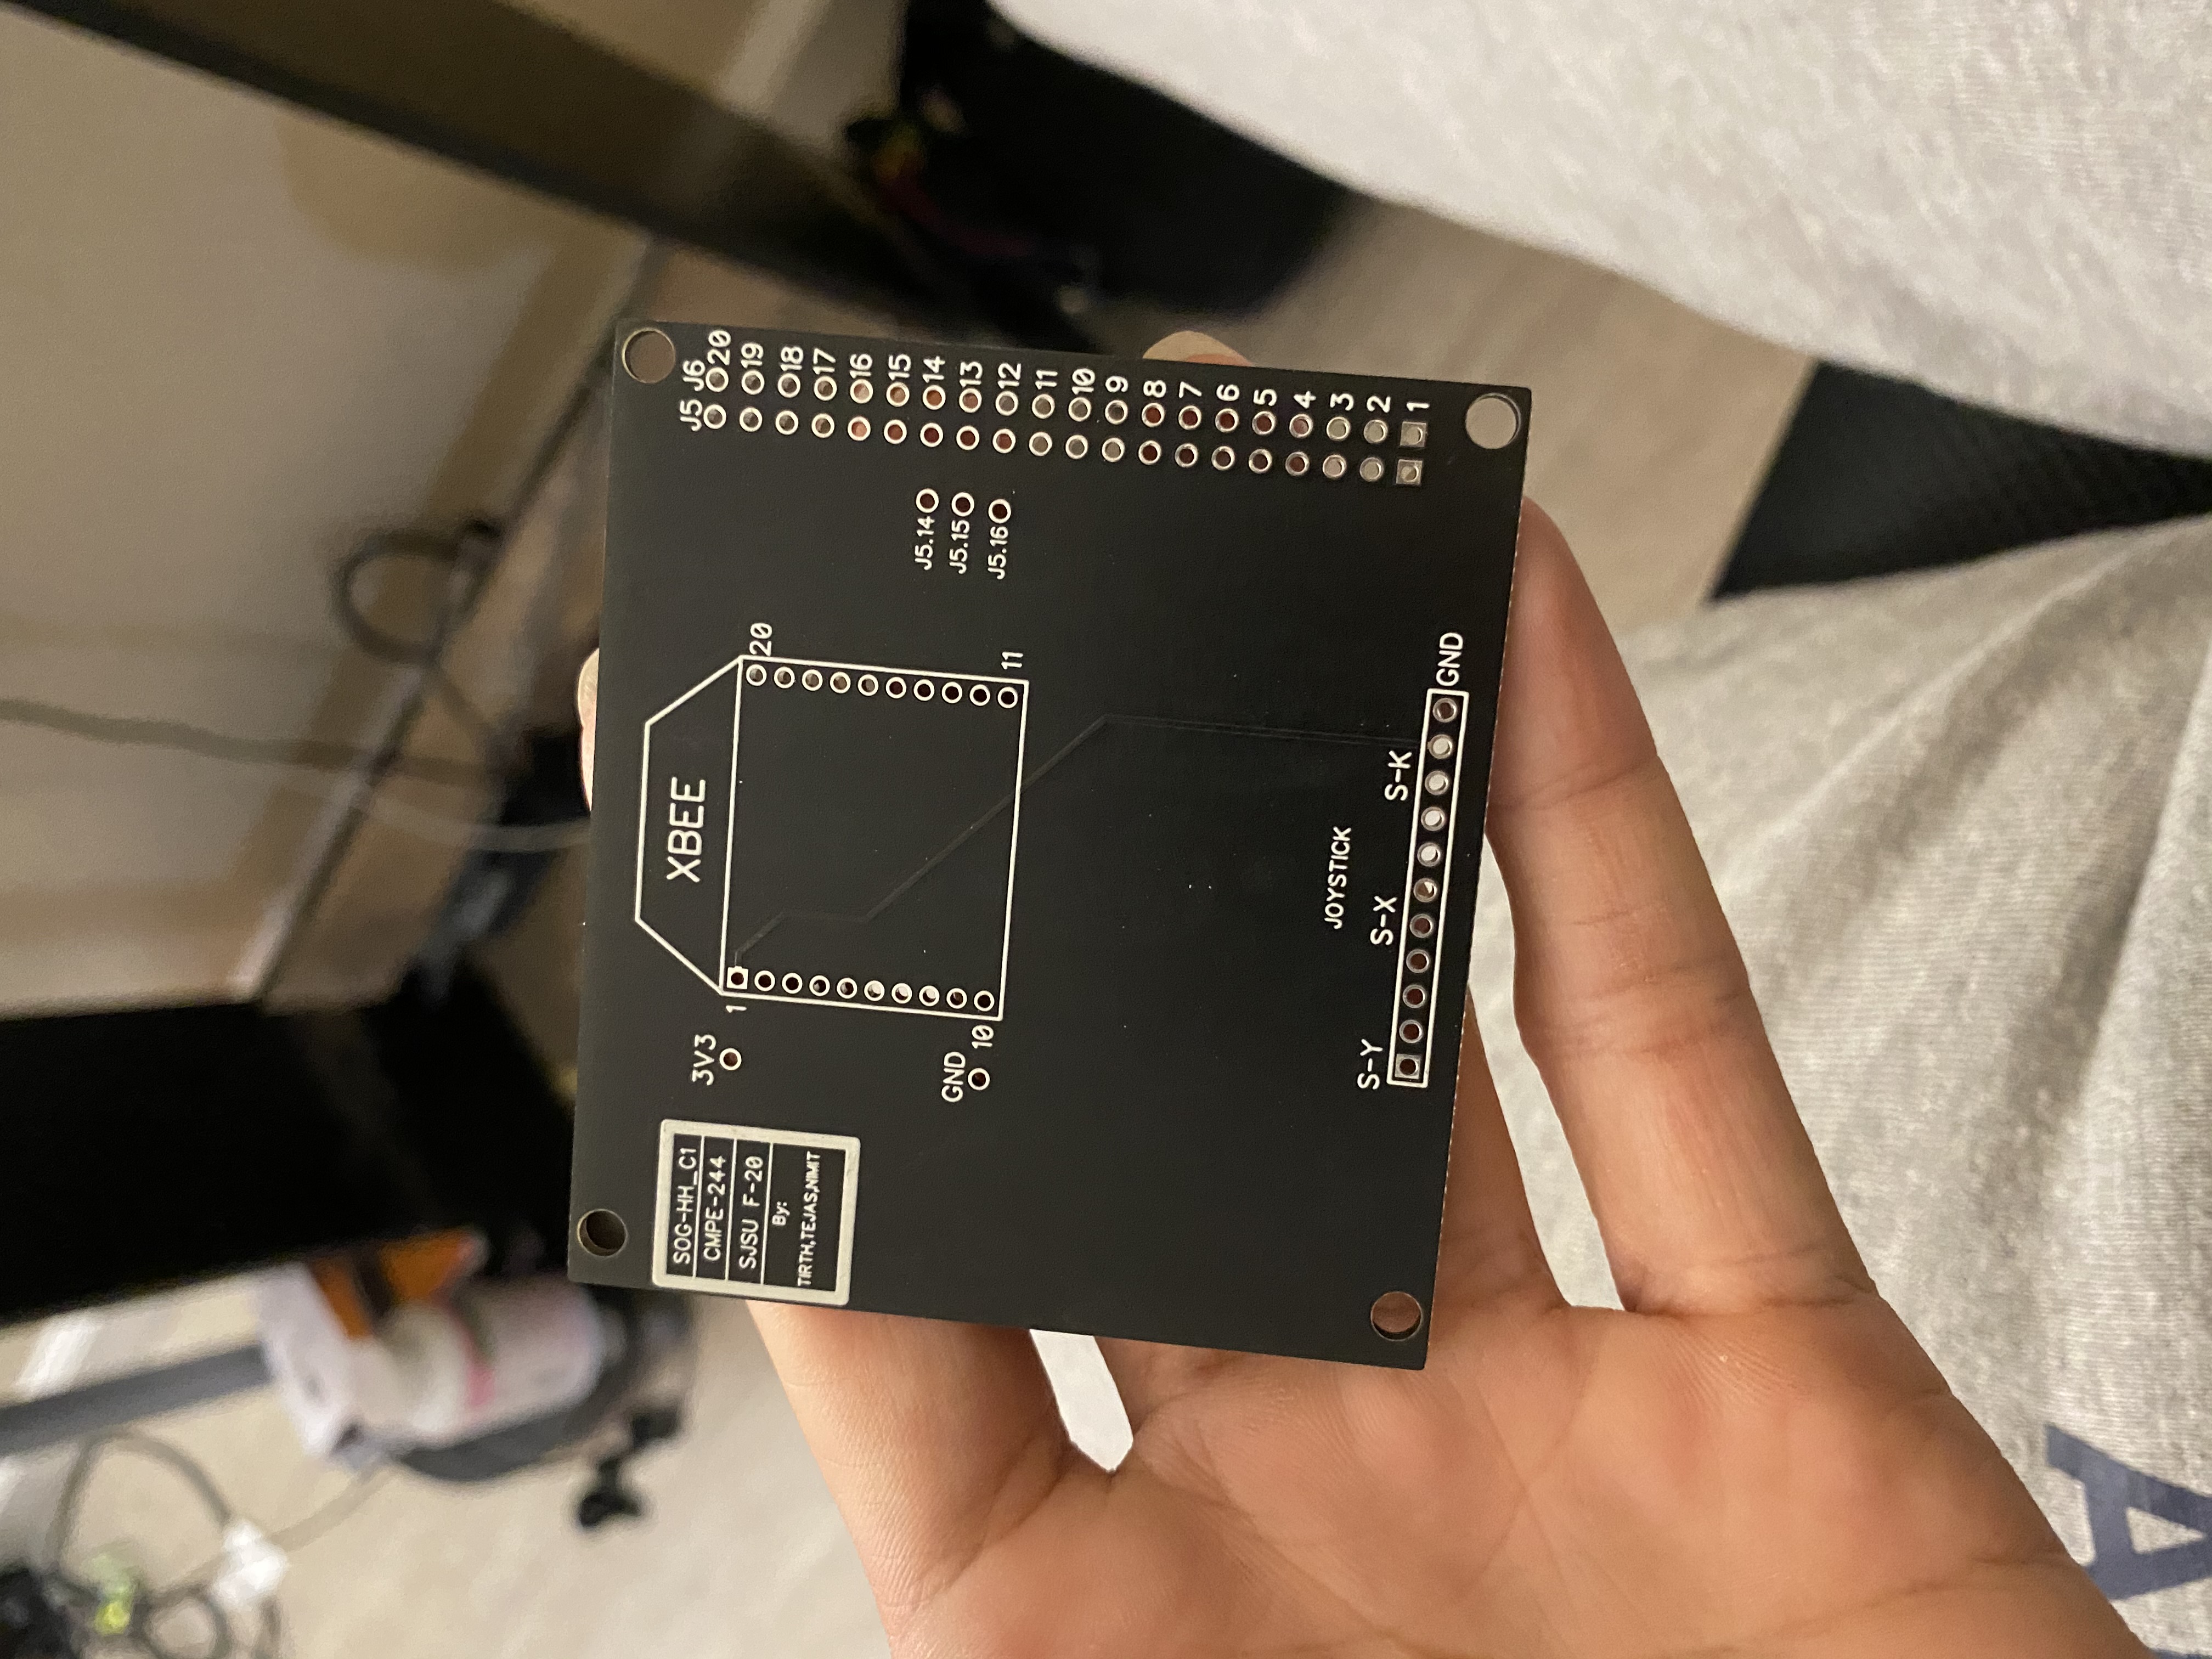 SOG-HH_C1
CMPE-244
SJSU F-20
By:
TIRTH,TEJAS,NIMIT
3V3
XBEE
1
20
GND
10
11
J5.14
J5.15
J5.16
J5 J6
20
19
18
17
16
15
14
13
12
11
10
9
8
7
6
5
4
3
2
1
JOYSTICK
S-Y
S-X
S-K
GND